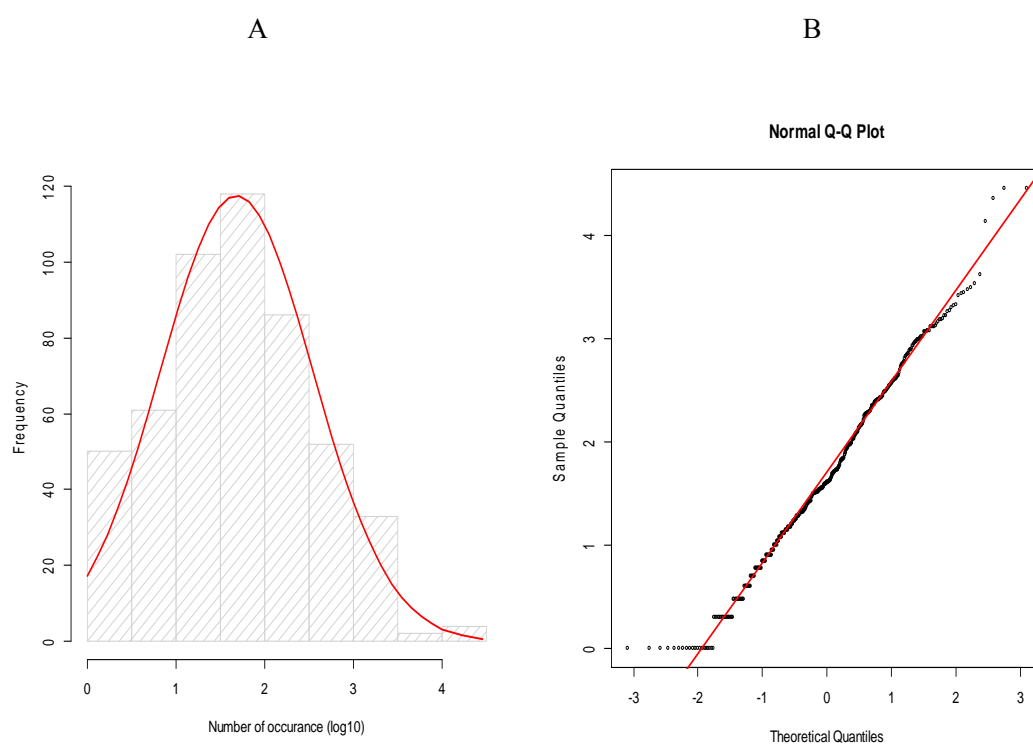 A
B
Normal Q-Q Plot
Frequency
0 20 40 60 80 100 120
0 1 2 3 4
Number of occurance (log10)
Sample Quantiles
0 1 2 3 4
-3 -2 -1 0 1 2 3
Theoretical Quantiles